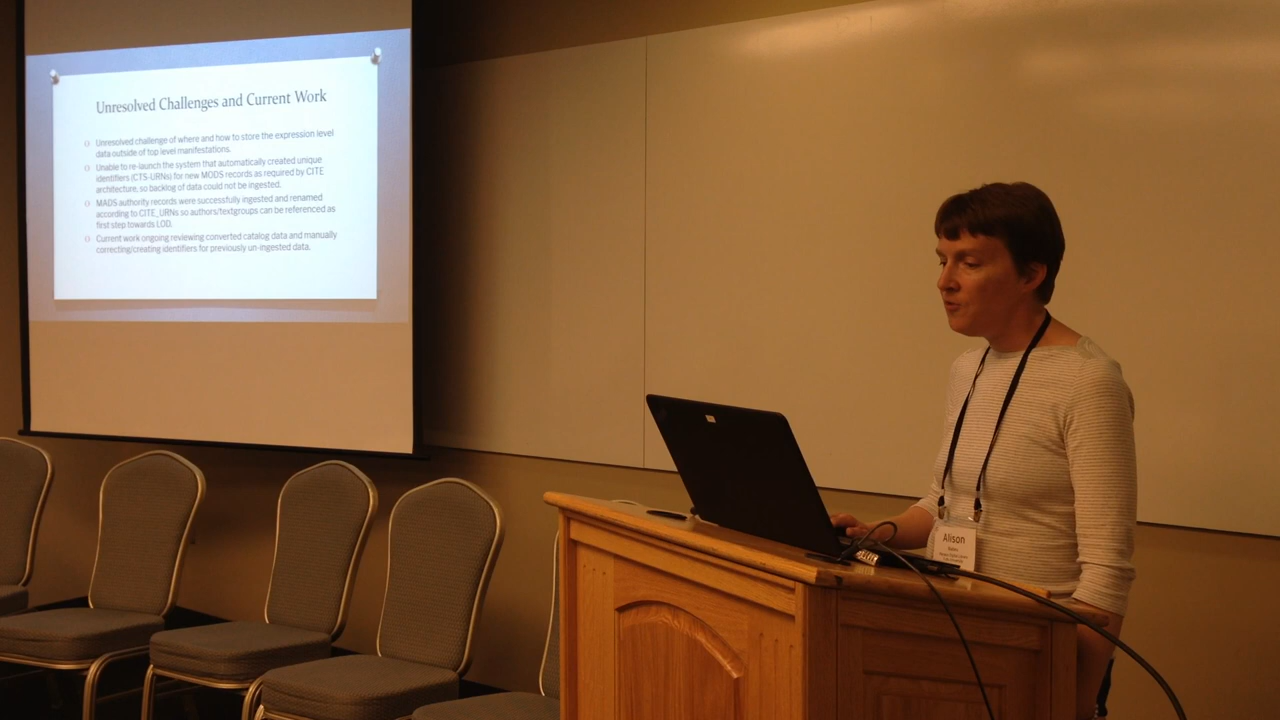 Unresolved Challenges and Current Work
Unresolved challenge of where and how to store the expression level
data outside of top level manifestations.
Unable to re-launch the system that automatically created unique
identifiers (CTS-URNs) for new MODS records as required by CITE
architecture, so backlog of data could not be ingested.
MADS authority records were successfully ingested and renamed
according to CITE_URNs so authors/textgroups can be referenced as
first step towards LOD.
Current work ongoing reviewing converted catalog data and manually
correcting/creating identifiers for previously un-ingested data.
Alison